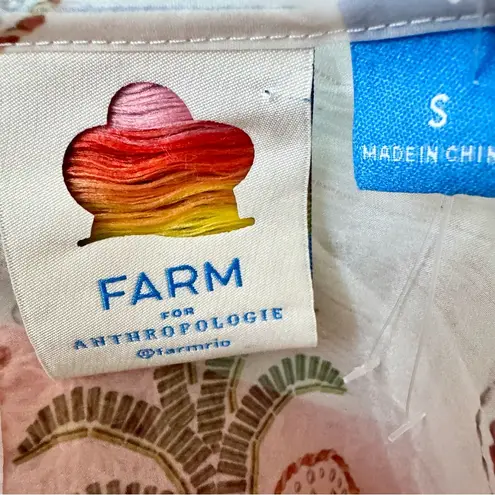 FARM
FOR
ANTHROPOLOGIE
@farmrio
S
MADE IN CHIN